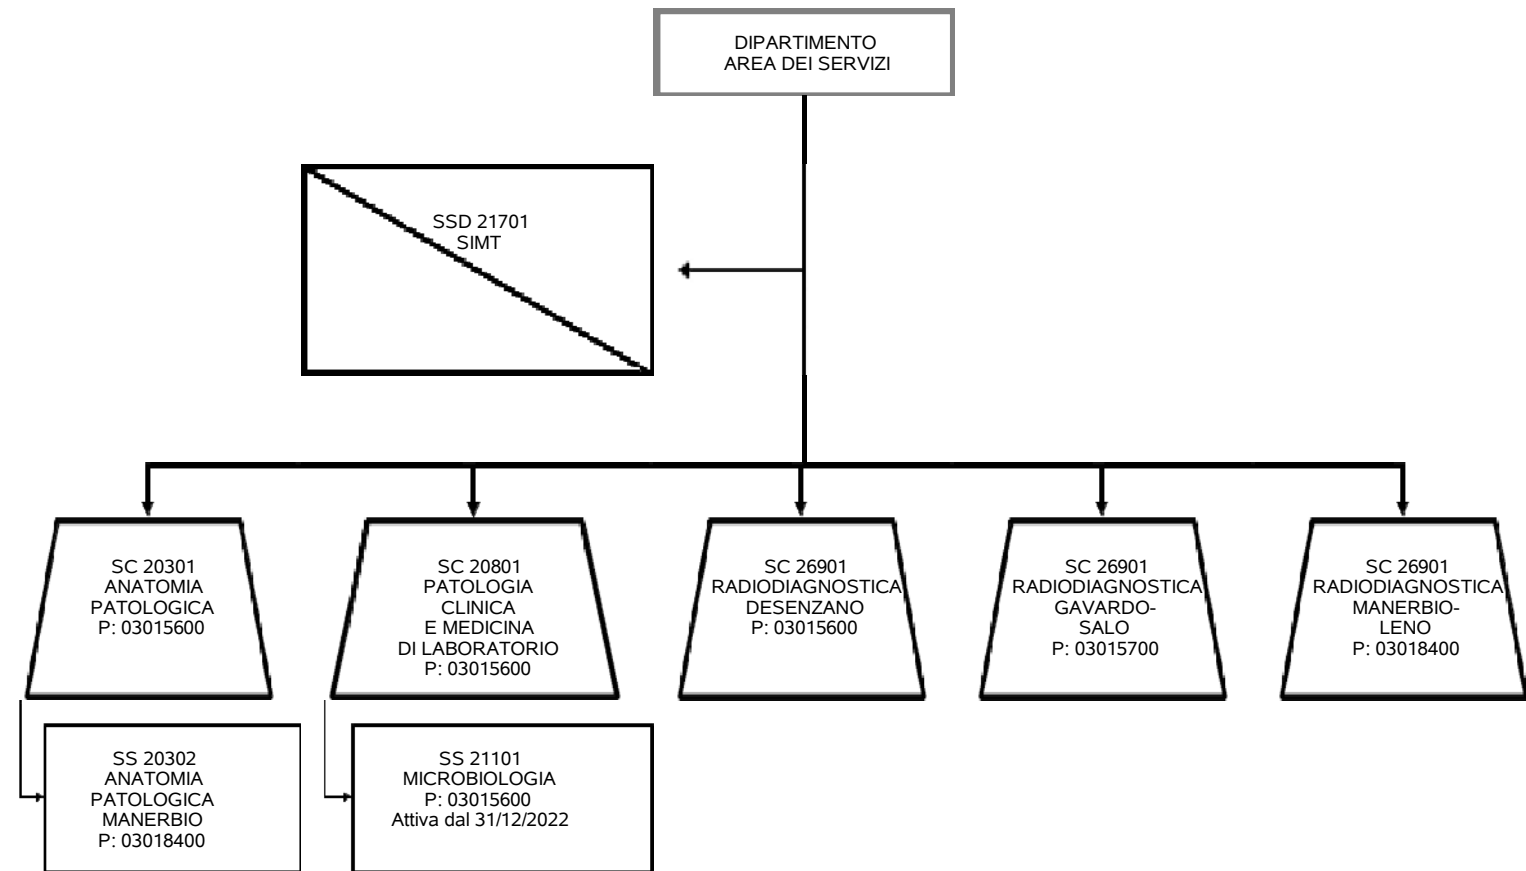 DIPARTIMENTO
AREA DEI SERVIZI
SSD 21701
SIMT
SC 20301
ANATOMIA
PATOLOGICA
P: 03015600
SC 20801
PATOLOGIA
CLINICA
E MEDICINA
DI LABORATORIO
P: 03015600
SC 26901
RADIODIAGNOSTICA
DESENZANO
P: 03015600
SC 26901
RADIODIAGNOSTICA
GAVARDO-
SALO
P: 03015700
SC 26901
RADIODIAGNOSTICA
MANERBIO-
LENO
P: 03018400
SS 20302
ANATOMIA
PATOLOGICA
MANERBIO
P: 03018400
SS 21101
MICROBIOLOGIA
P: 03015600
Attiva dal 31/12/2022